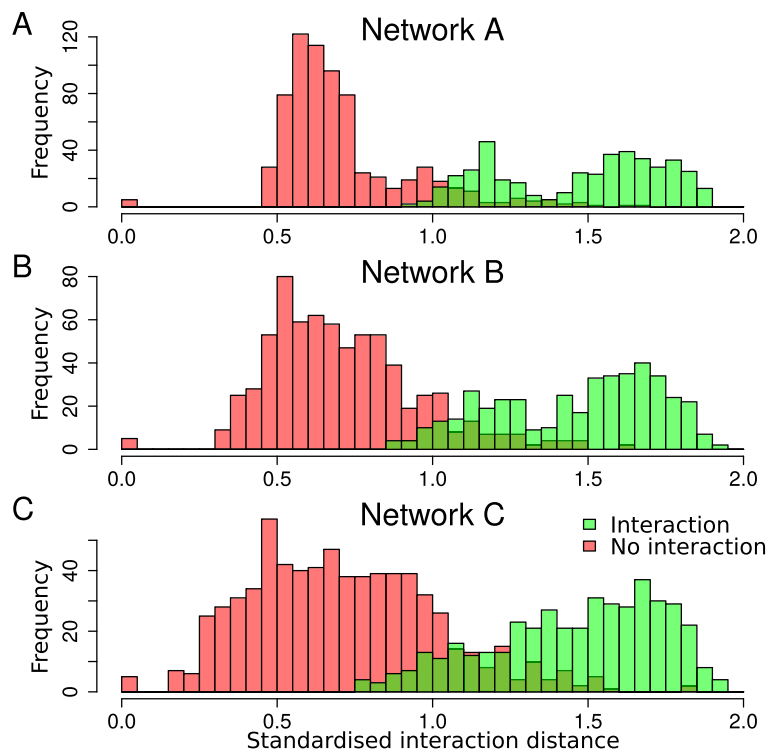 A
Network A
Frequency
120
80
40
0
0.0 0.5 1.0 1.5 2.0
B
Network B
Frequency
80
60
40
20
0
0.0 0.5 1.0 1.5 2.0
C
Network C
Interaction
No interaction
Frequency
40
20
0
0.0 0.5 1.0 1.5 2.0
Standardised interaction distance